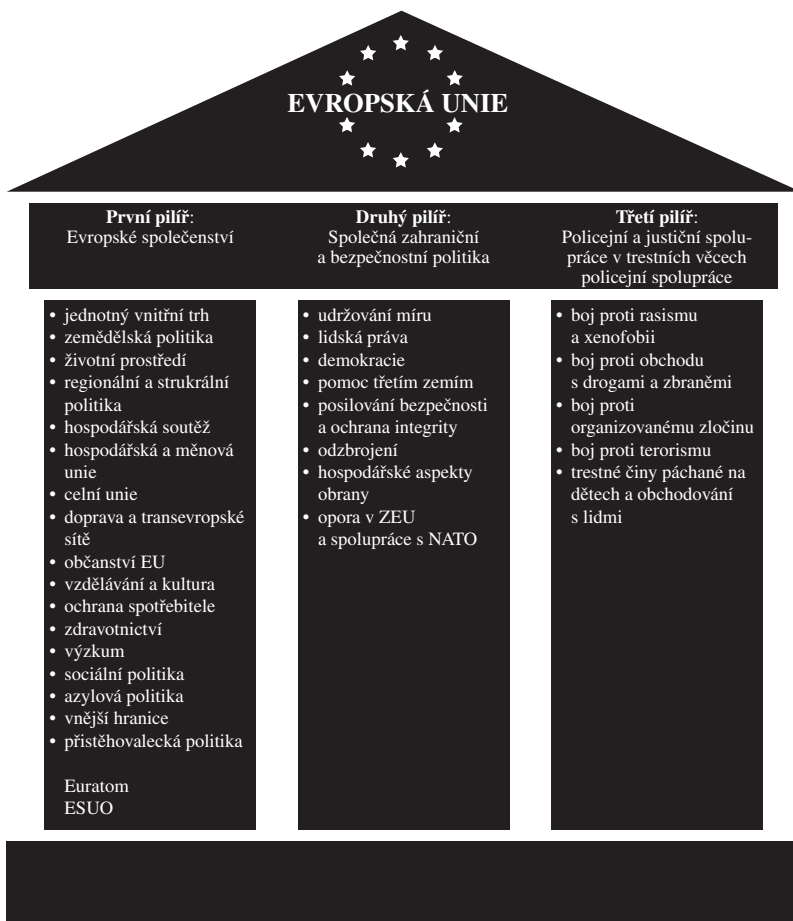 EVROPSKÁ UNIE
První pilíř:
Evropské společenství
Druhý pilíř:
Společná zahraniční
a bezpečnostní politika
Třetí pilíř:
Policejní a justiční spolu-
práce v trestních věcech
policejní spolupráce
• jednotný vnitřní trh
• zemědělská politika
• životní prostředí
• regionální a strukrální
politika
• hospodářská soutěž
• hospodářská a měnová
unie
• celní unie
• doprava a transevropské
sítě
• občanství EU
• vzdělávání a kultura
• ochrana spotřebitele
• zdravotnictví
• výzkum
• sociální politika
• azylová politika
• vnější hranice
• přistěhovalecká politika
Euratom
ESUO
• udržování míru
• lidská práva
• demokracie
• pomoc třetím zemím
• posilování bezpečnosti
a ochrana integrity
• odzbrojení
• hospodářské aspekty
obrany
• opora v ZEU
a spolupráce s NATO
• boj proti rasismu
a xenofobii
• boj proti obchodu
s drogami a zbraněmi
• boj proti
organizovanému zločinu
• boj proti terorismu
• trestné činy páchané na
dětech a obchodování
s lidmi